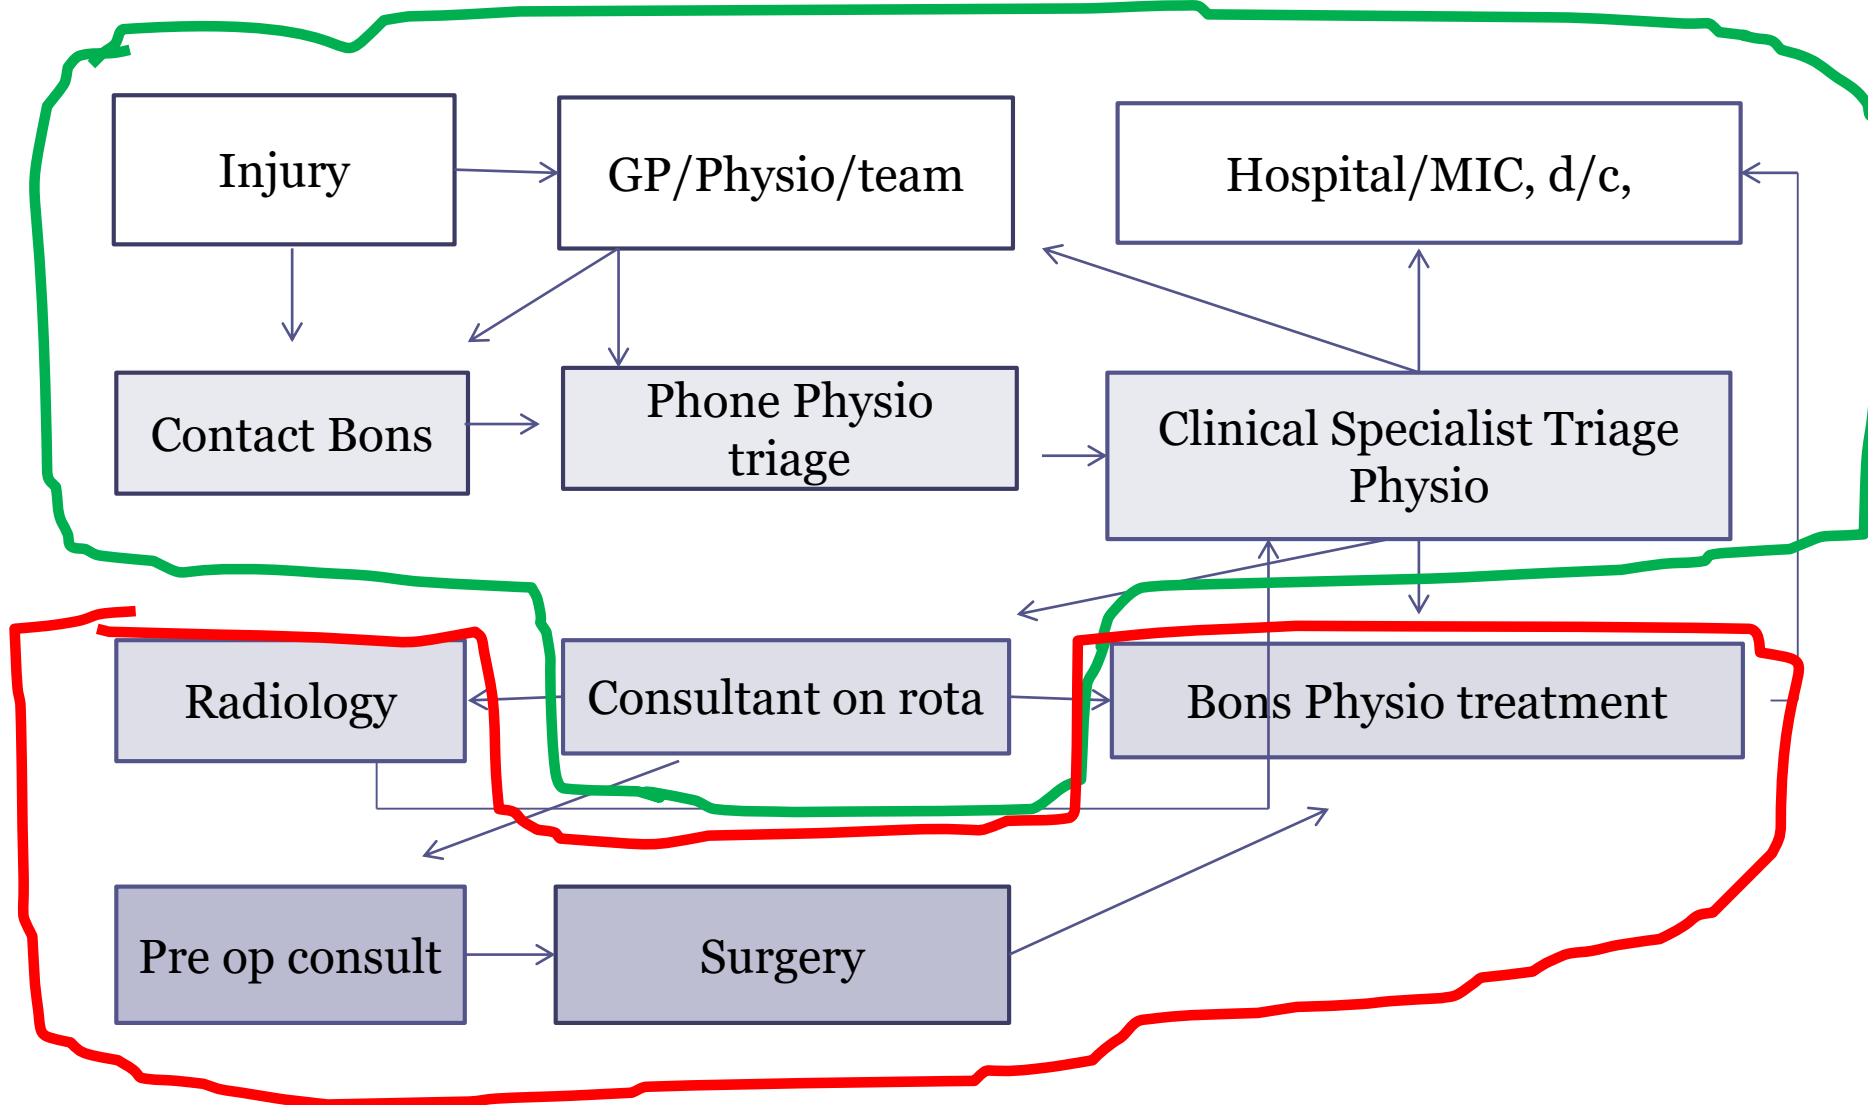 Injury
GP/Physio/team
Hospital/MIC, d/c,
Contact Bons
Phone Physio
triage
Clinical Specialist Triage
Physio
Radiology
Consultant on rota
Bons Physio treatment
Pre op consult
Surgery